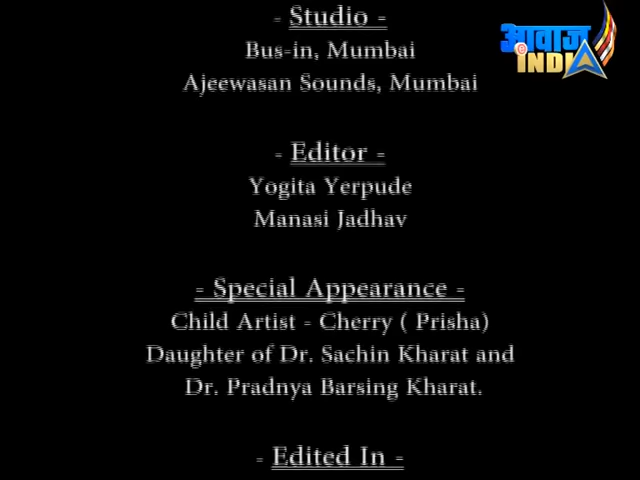 - Studio -
Bus-in, Mumbai
Ajeewasan Sounds, Mumbai
- Editor -
Yogita Yerpude
Manasi Jadhav
- Special Appearance -
Child Artist - Cherry ( Prisha)
Daughter of Dr. Sachin Kharat and
Dr. Pradnya Barsing Kharat.
- Edited In -
आवाज
e
INDIA